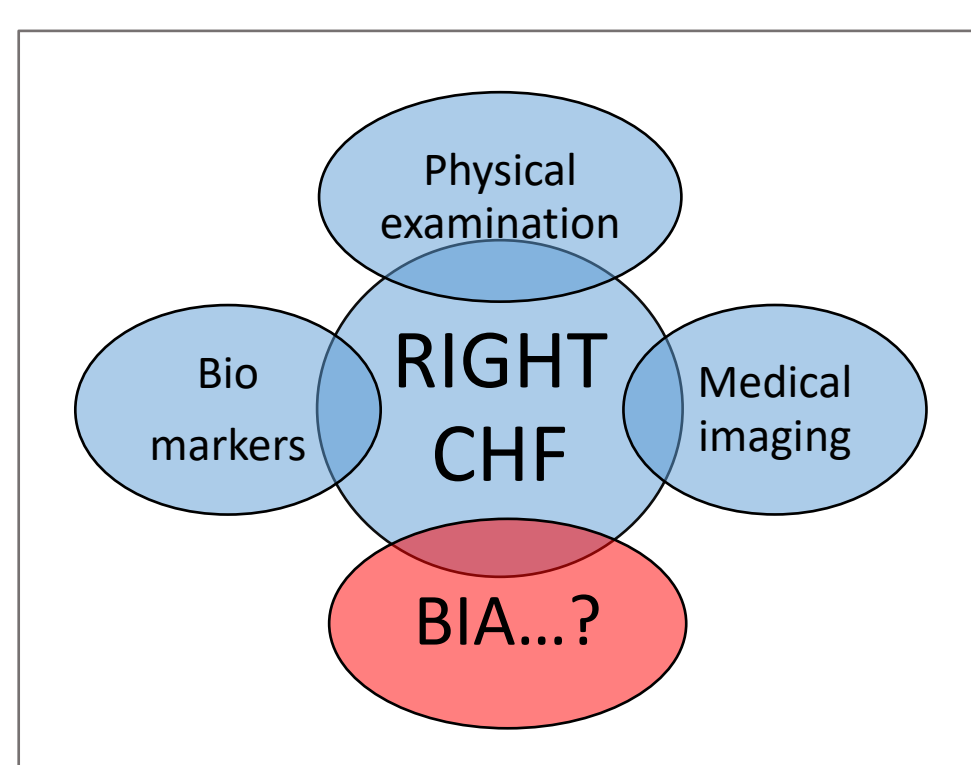 Physical
examination
Bio
markers
RIGHT
CHF
Medical
imaging
BIA...?